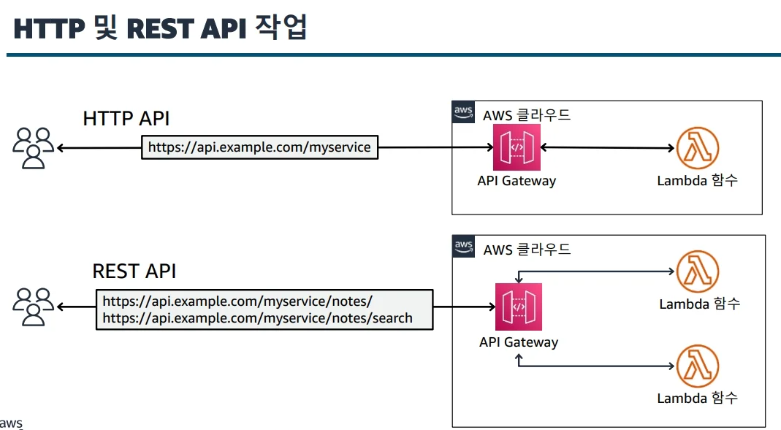 HTTP 및 REST API 작업
HTTP API
https://api.example.com/myservice
aws
AWS 클라우드
API Gateway
Lambda 함수
REST API
https://api.example.com/myservice/notes/
https://api.example.com/myservice/notes/search
aws
AWS 클라우드
API Gateway
Lambda 함수
Lambda 함수
aws